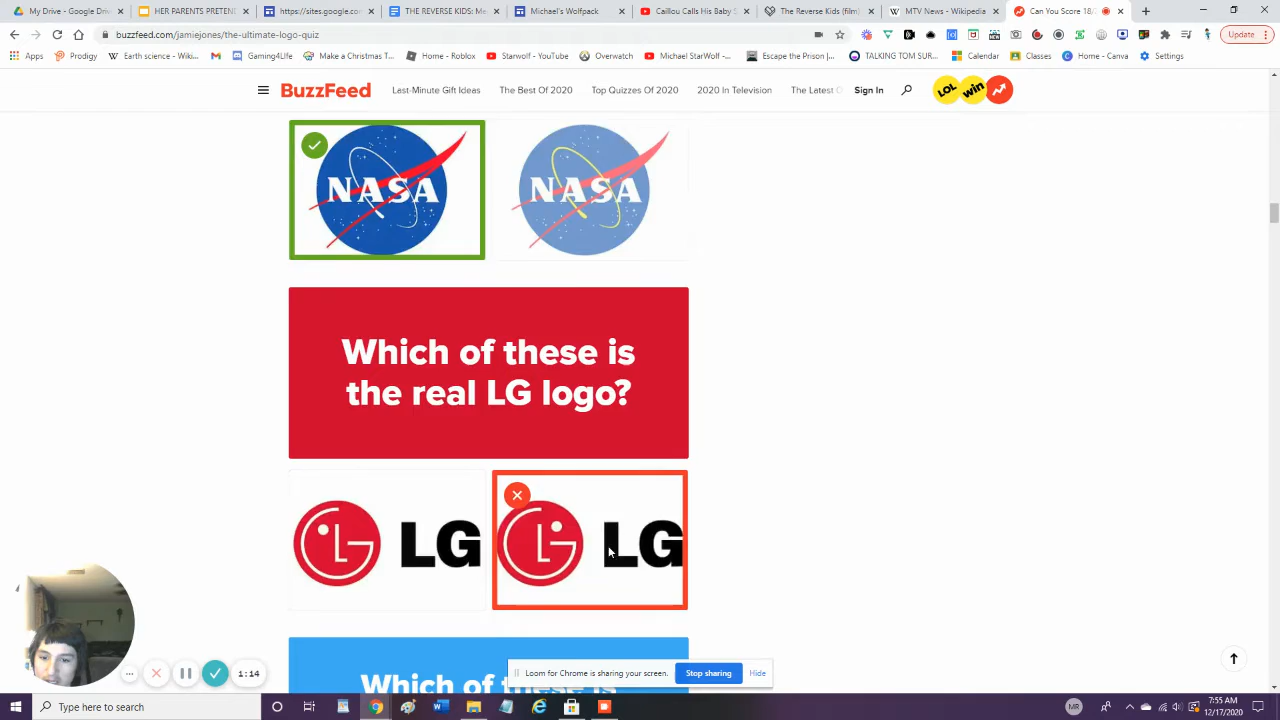 My Drive - Google Driv
HER PARENTS PRETEND
https://sites.google.com
THE REVERSE KIDS: Me
Michael's Wolfpack
Caillou Calls His Baby S
The Reverse Kids (film)
MTV News - Wikipedia
Can You Score 18/
buzzfeed.com/jamiejones/the-ultimate-logo-quiz
Update
Apps
Prodigy
Earth science – Wiki...
Gaming4Life
Make a Christmas T...
Home - Roblox
Starwolf - YouTube
Overwatch
Michael StarWolf -...
Escape the Prison |...
TALKING TOM SUR...
Calendar
Classes
Home - Canva
Settings
BuzzFeed
Last-Minute Gift Ideas
The Best Of 2020
Top Quizzes Of 2020
2020 In Television
The Latest O
Sign In
LOL
win
NASA
NASA
Which of these is
the real LG logo?
LG
LG
Which of these is
1:14
Loom for Chrome is sharing your screen.
Stop sharing
Hide
Type here to search
MR
7:55 AM
12/17/2020